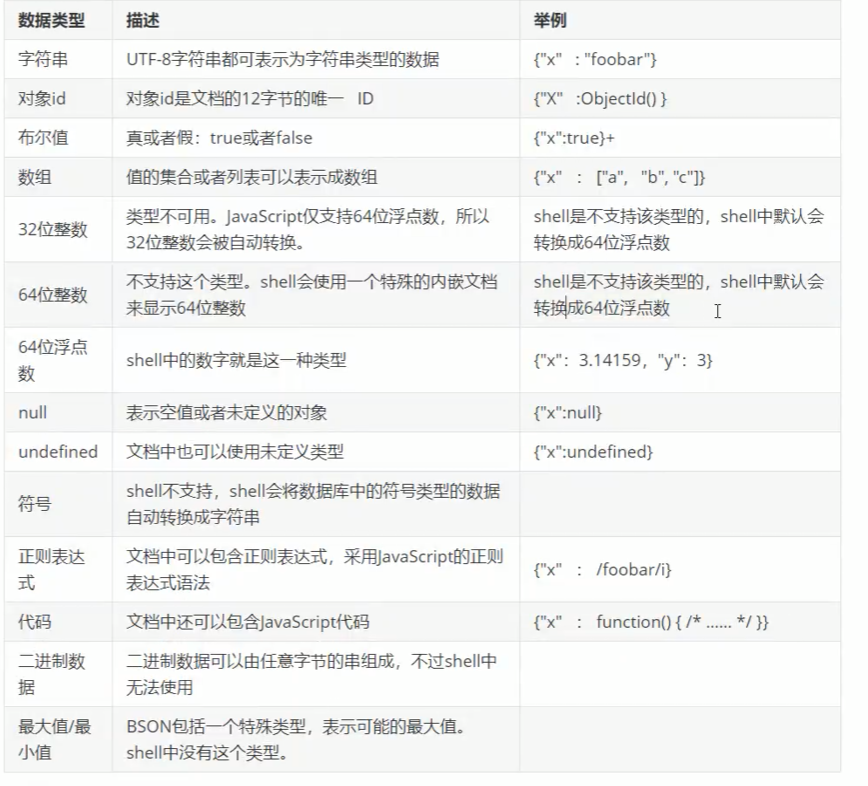 数据类型 描述 举例
字符串 UTF-8字符串都可表示为字符串类型的数据 {"x" : "foobar"}
对象id 对象id是文档的12字节的唯一 ID {"X" :ObjectId() }
布尔值 真或者假：true或者false {"x":true}+
数组 值的集合或者列表可以表示成数组 {"x" : ["a", "b", "c"]}
32位整数 类型不可用。JavaScript仅支持64位浮点数，所以 shell是不支持该类型的，shell中默认会
32位整数会被自动转换。 转换成64位浮点数
64位整数 不支持这个类型。shell会使用一个特殊的内嵌文档 shell是不支持该类型的，shell中默认会
来显示64位整数 转换成64位浮点数
64位浮点
数 shell中的数字就是这一种类型 {"x": 3.14159, "y": 3}
null 表示空值或者未定义的对象 {"x":null}
undefined 文档中也可以使用未定义类型 {"x":undefined}
符号 shell不支持，shell会将数据库中的符号类型的数据
自动转换成字符串
正则表达 文档中可以包含正则表达式，采用JavaScript的正则
式 表达式语法 {"x" : /foobar/i}
代码 文档中还可以包含JavaScript代码 {"x" : function() { /* …… */ }}
二进制数 二进制数据可以由任意字节的串组成，不过shell中
据 无法使用
最大值/最 BSON包括一个特殊类型，表示可能的最大值。
小值 shell中没有这个类型。